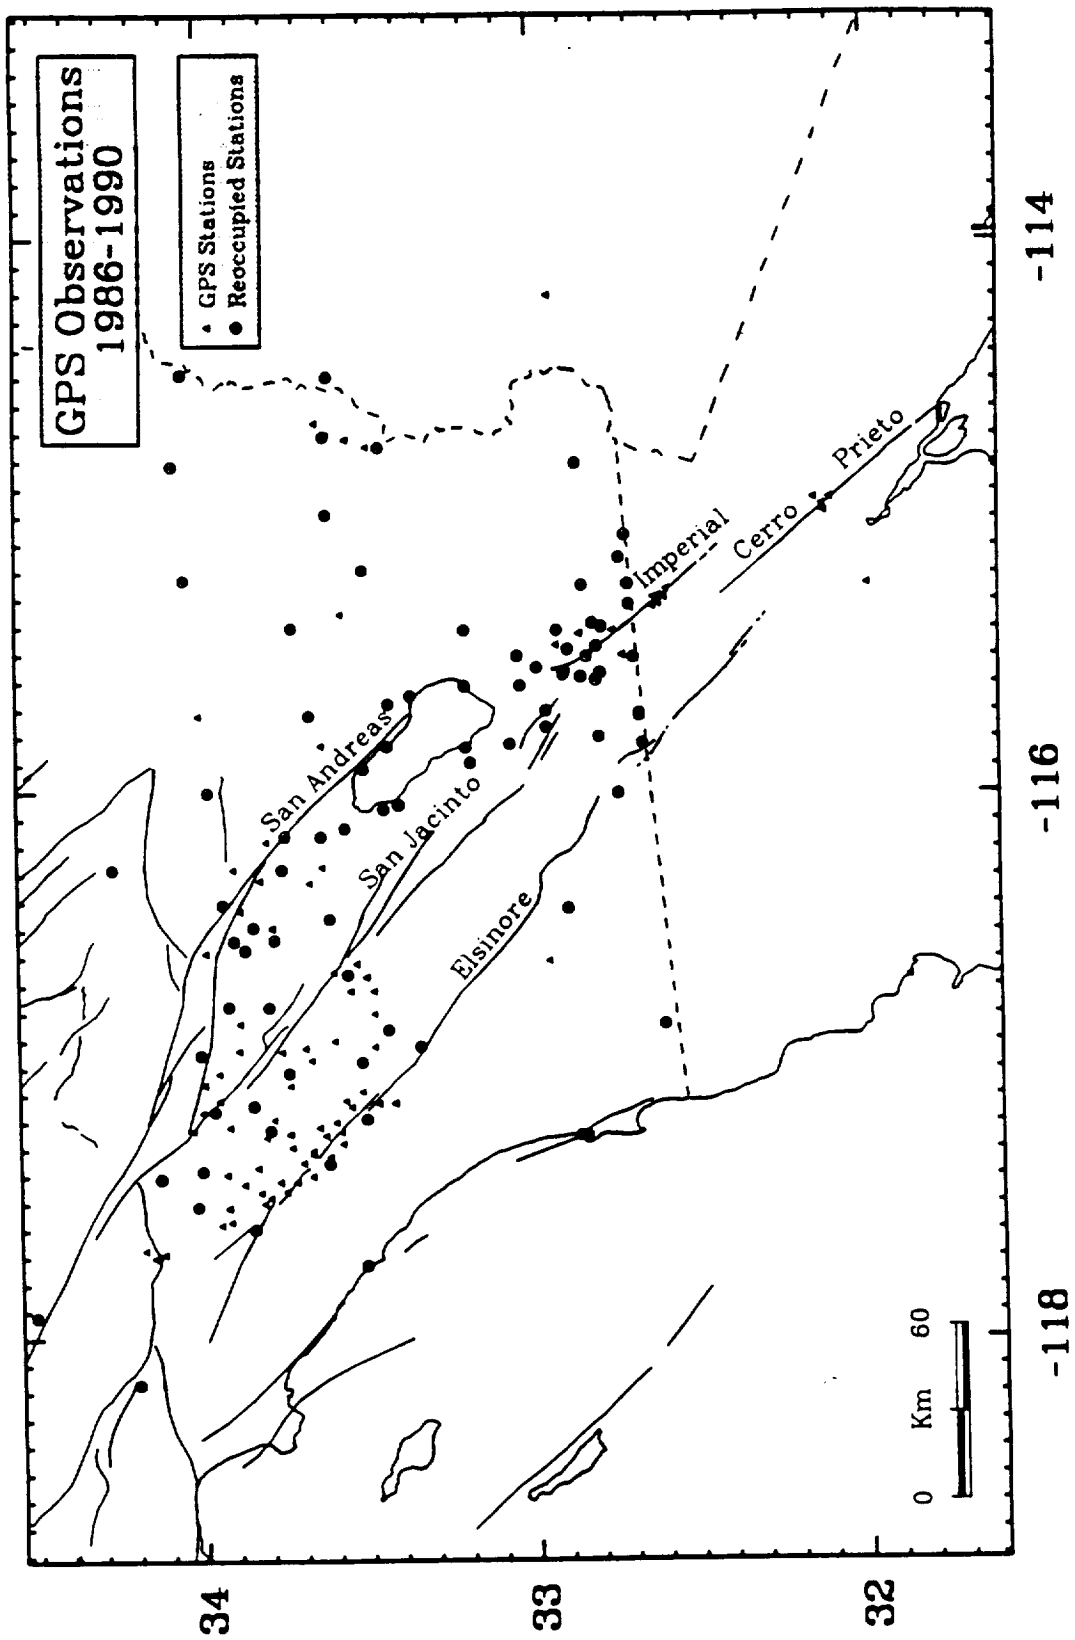 GPS Observations
1986-1990
GPS Stations
Reoccupied Stations
San Andreas
San Jacinto
Elsinore
Imperial
Cerro Prieto
0 Km 60
34
33
32
-118
-116
-114